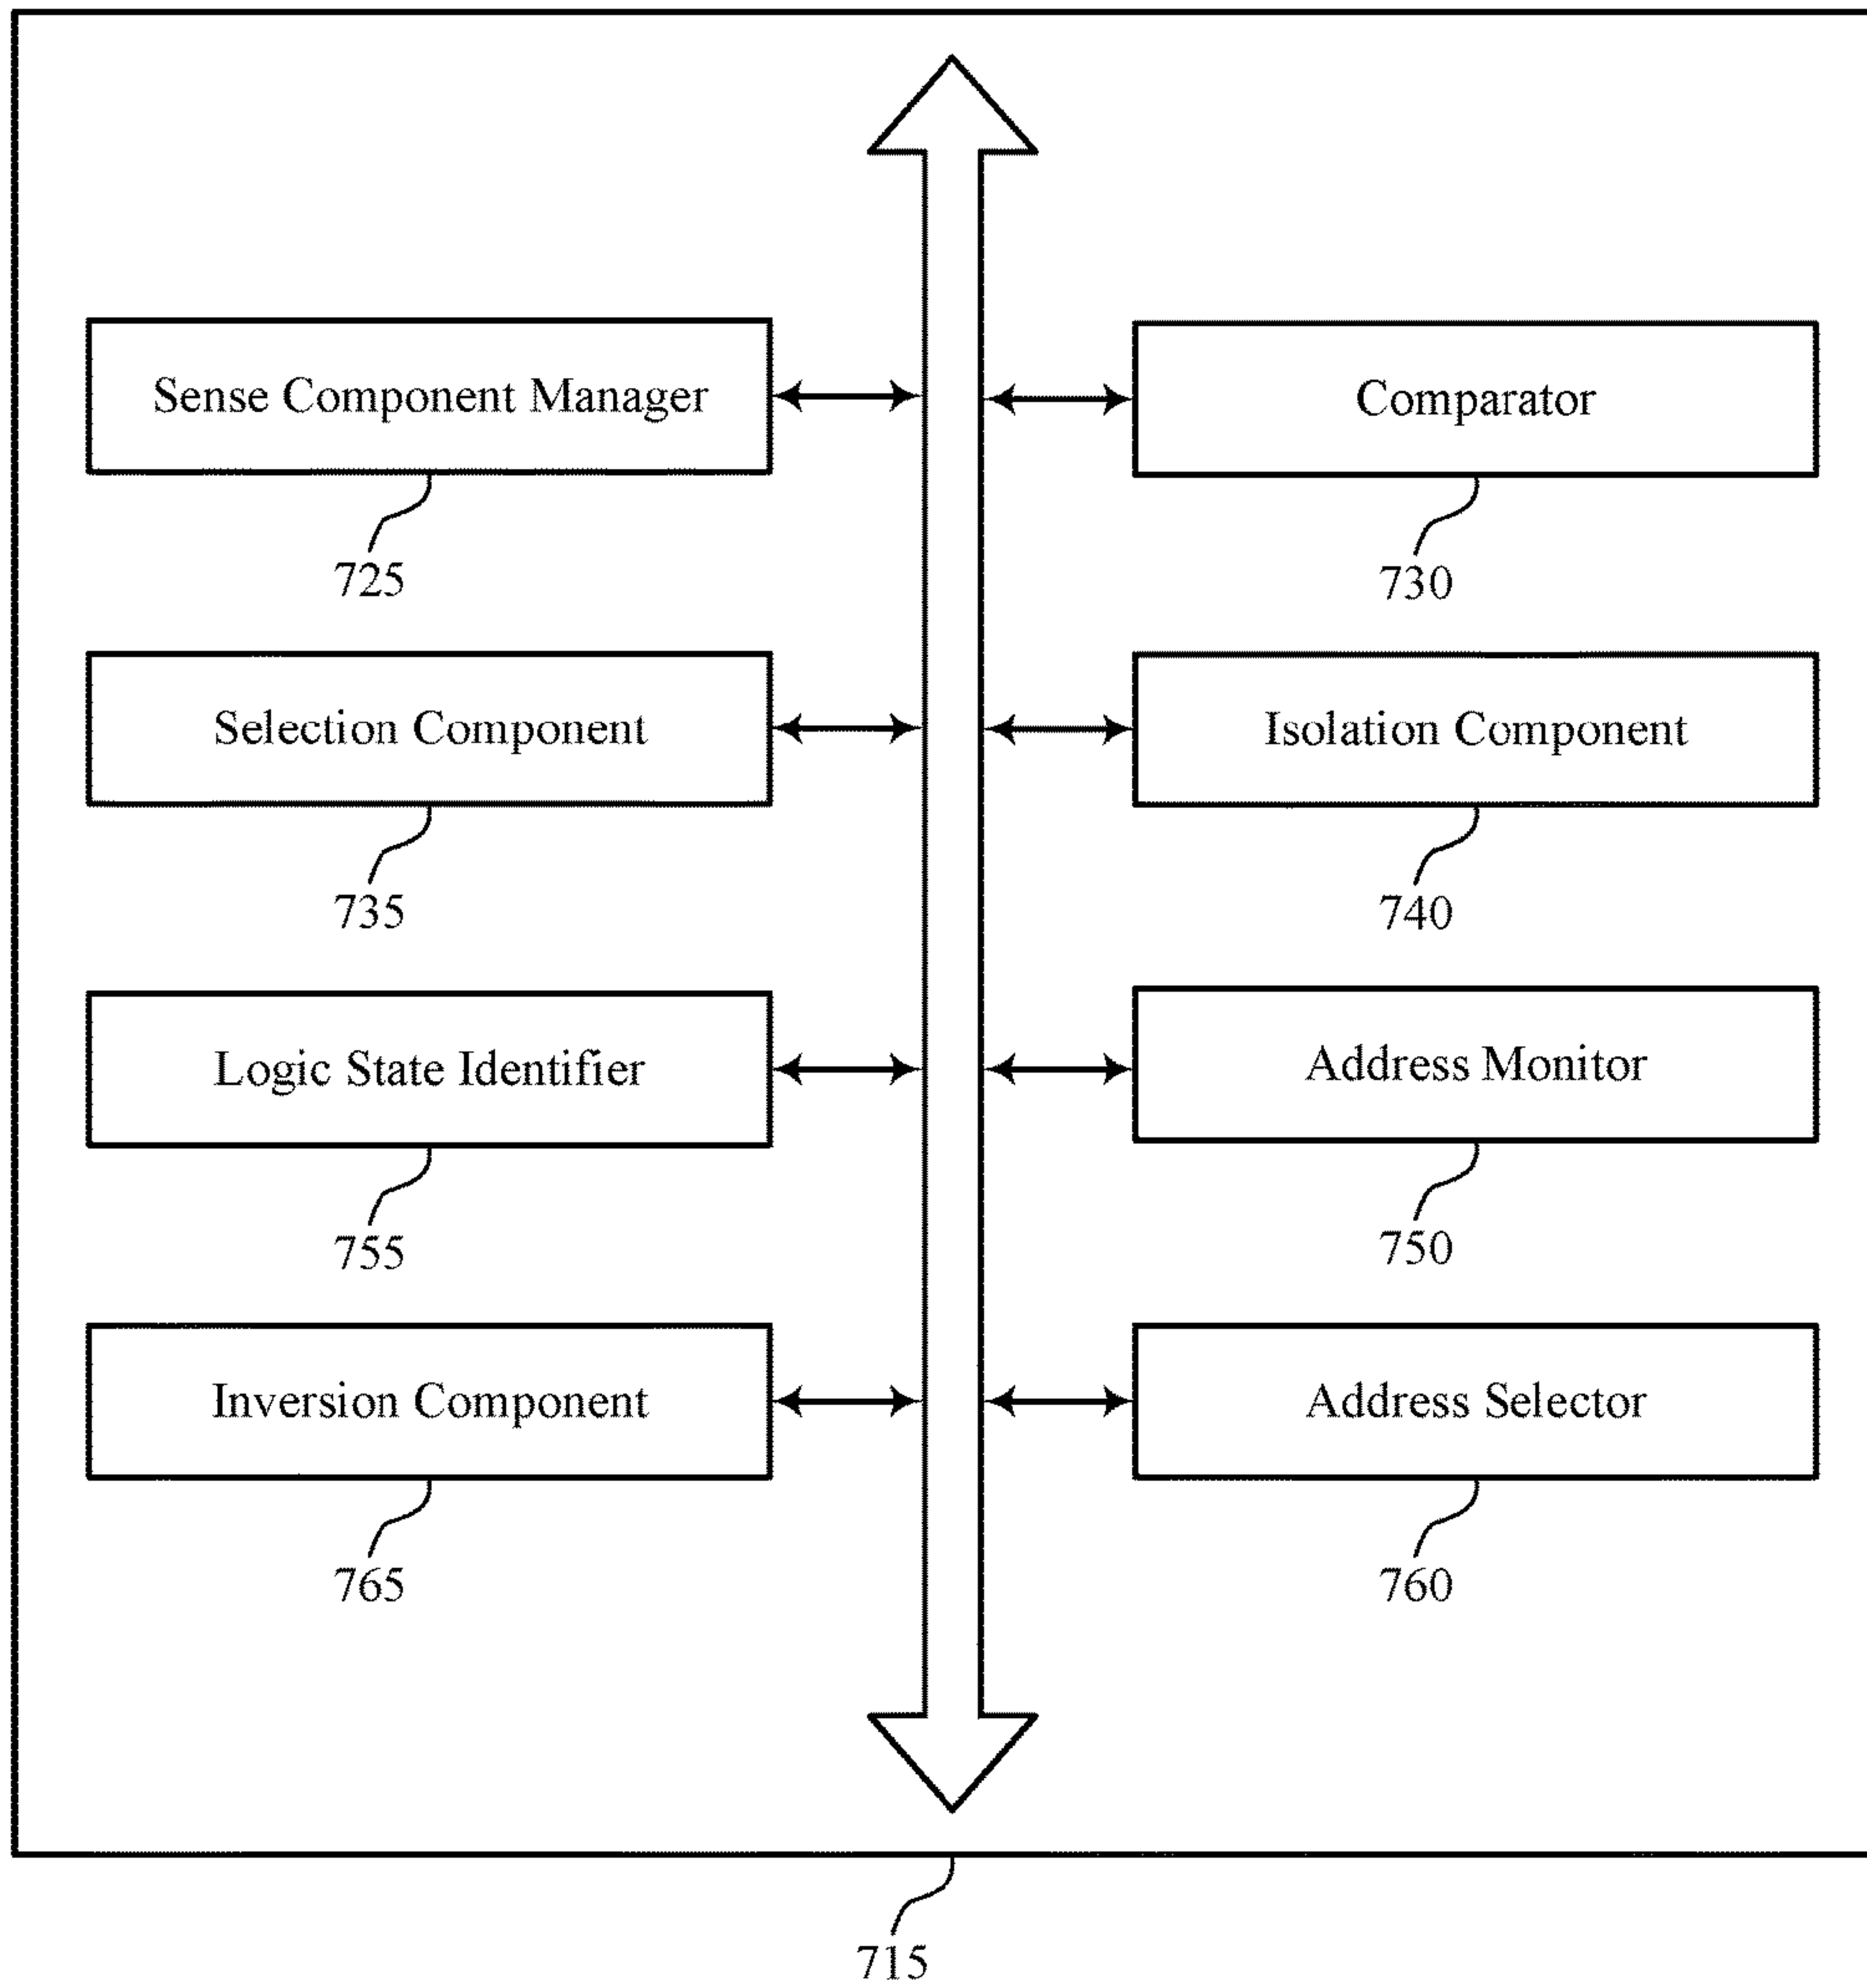 Sense Component Manager
Comparator
725
730
Selection Component
Isolation Component
735
740
Logic State Identifier
Address Monitor
755
750
Inversion Component
Address Selector
765
760
715